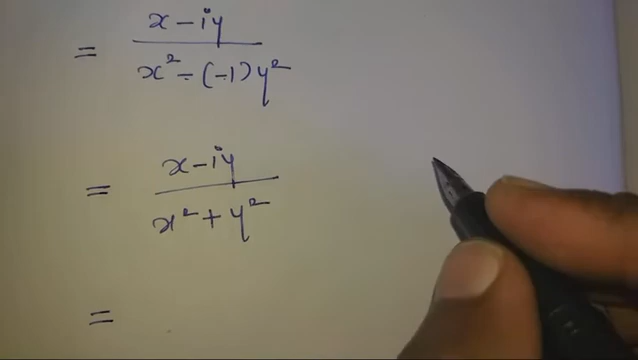 = x - iy / x² - (-1)y²
= x - iy / x² + y²
=